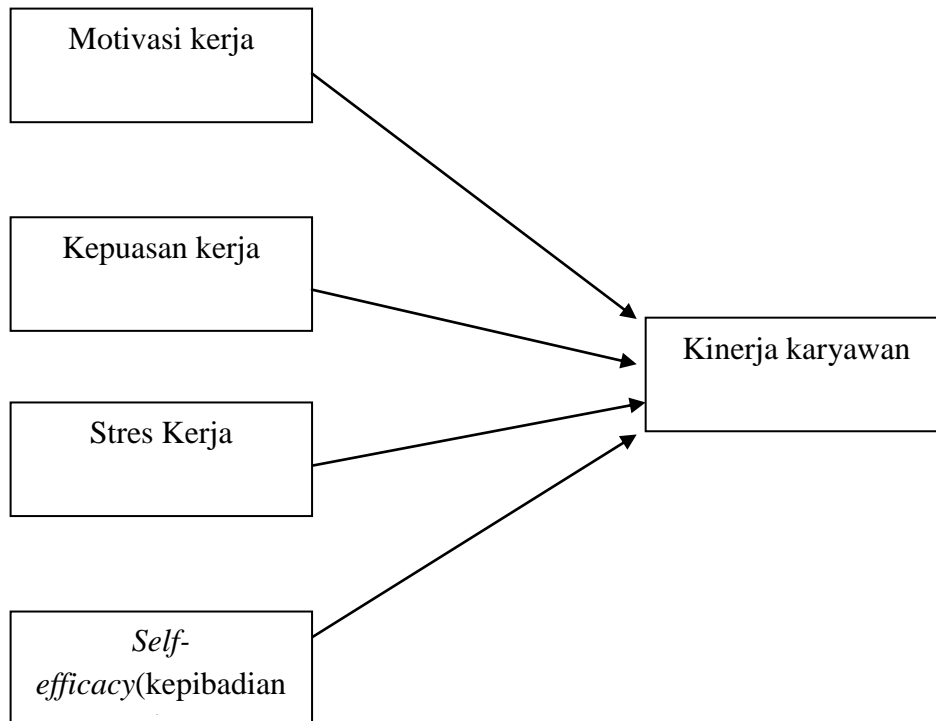 Motivasi kerja
Kepuasan kerja
Kinerja karyawan
Stres Kerja
Self-
efficacy(kepibadian